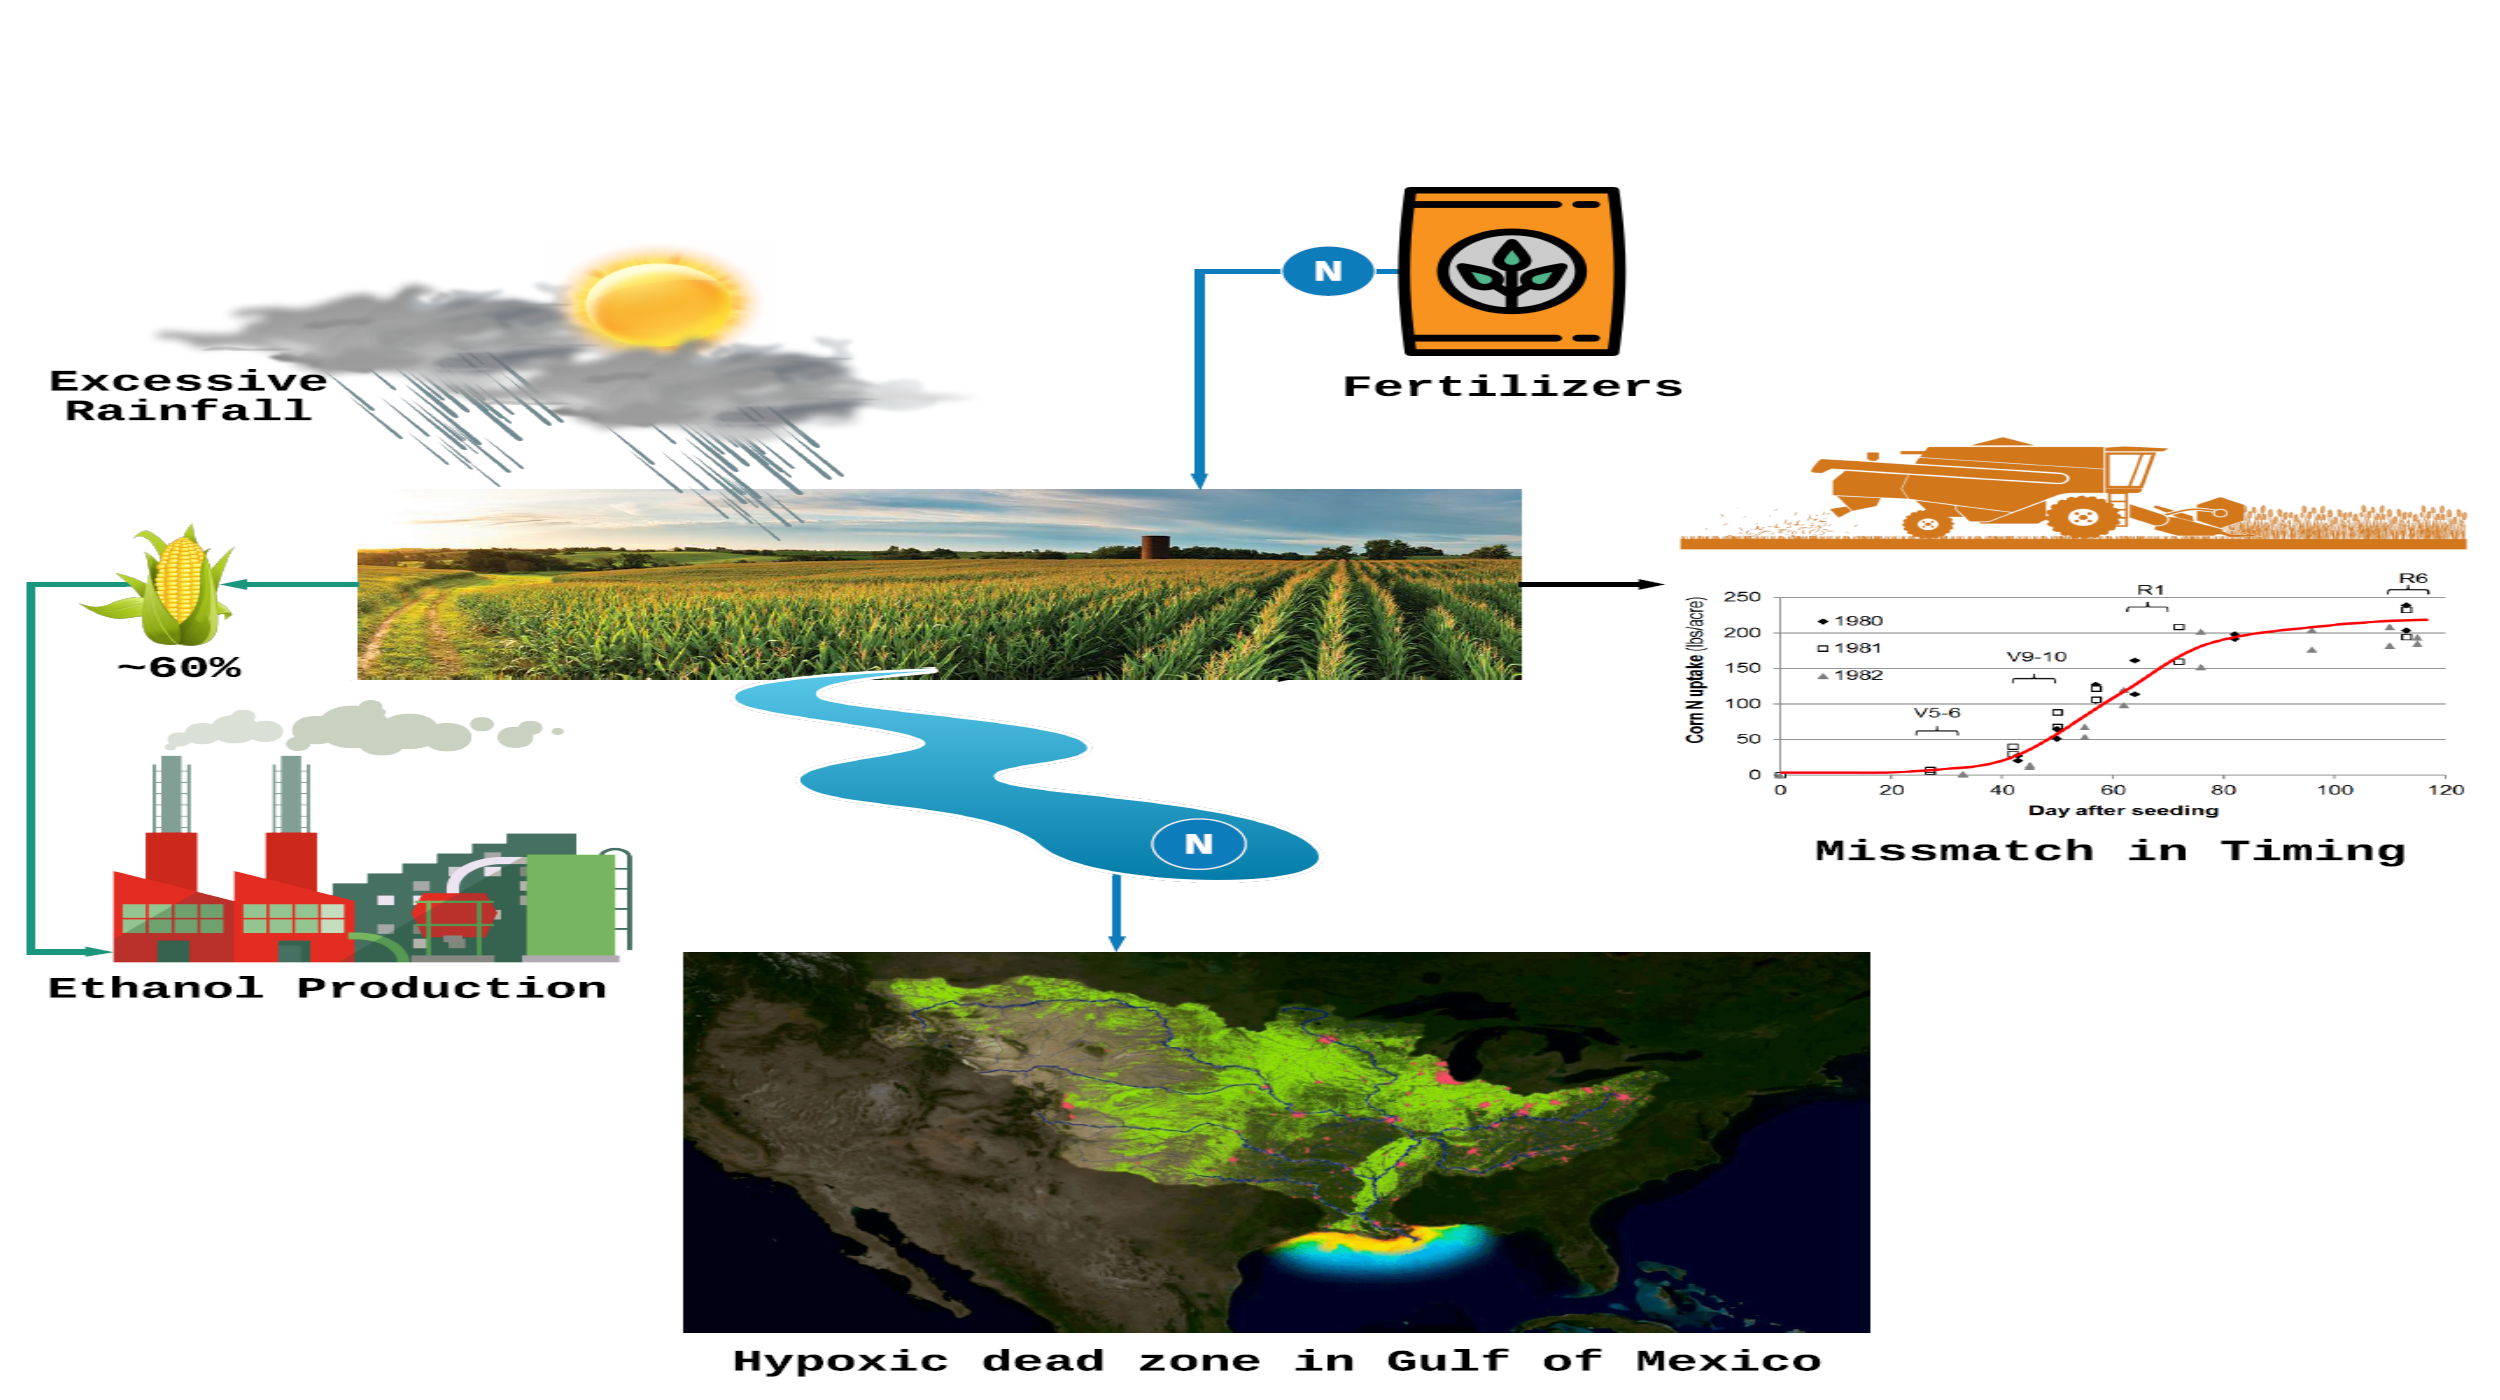 N
Fertilizers
Excessive
Rainfall
~60%
Ethanol Production
N
R1
R6
250
200
150
100
50
0
Corn N uptake (lbs/acre)
1980
1981
1982
V5-6
V9-10
0 20 40 60 80 100 120
Day after seeding
Missmatch in Timing
Hypoxic dead zone in Gulf of Mexico